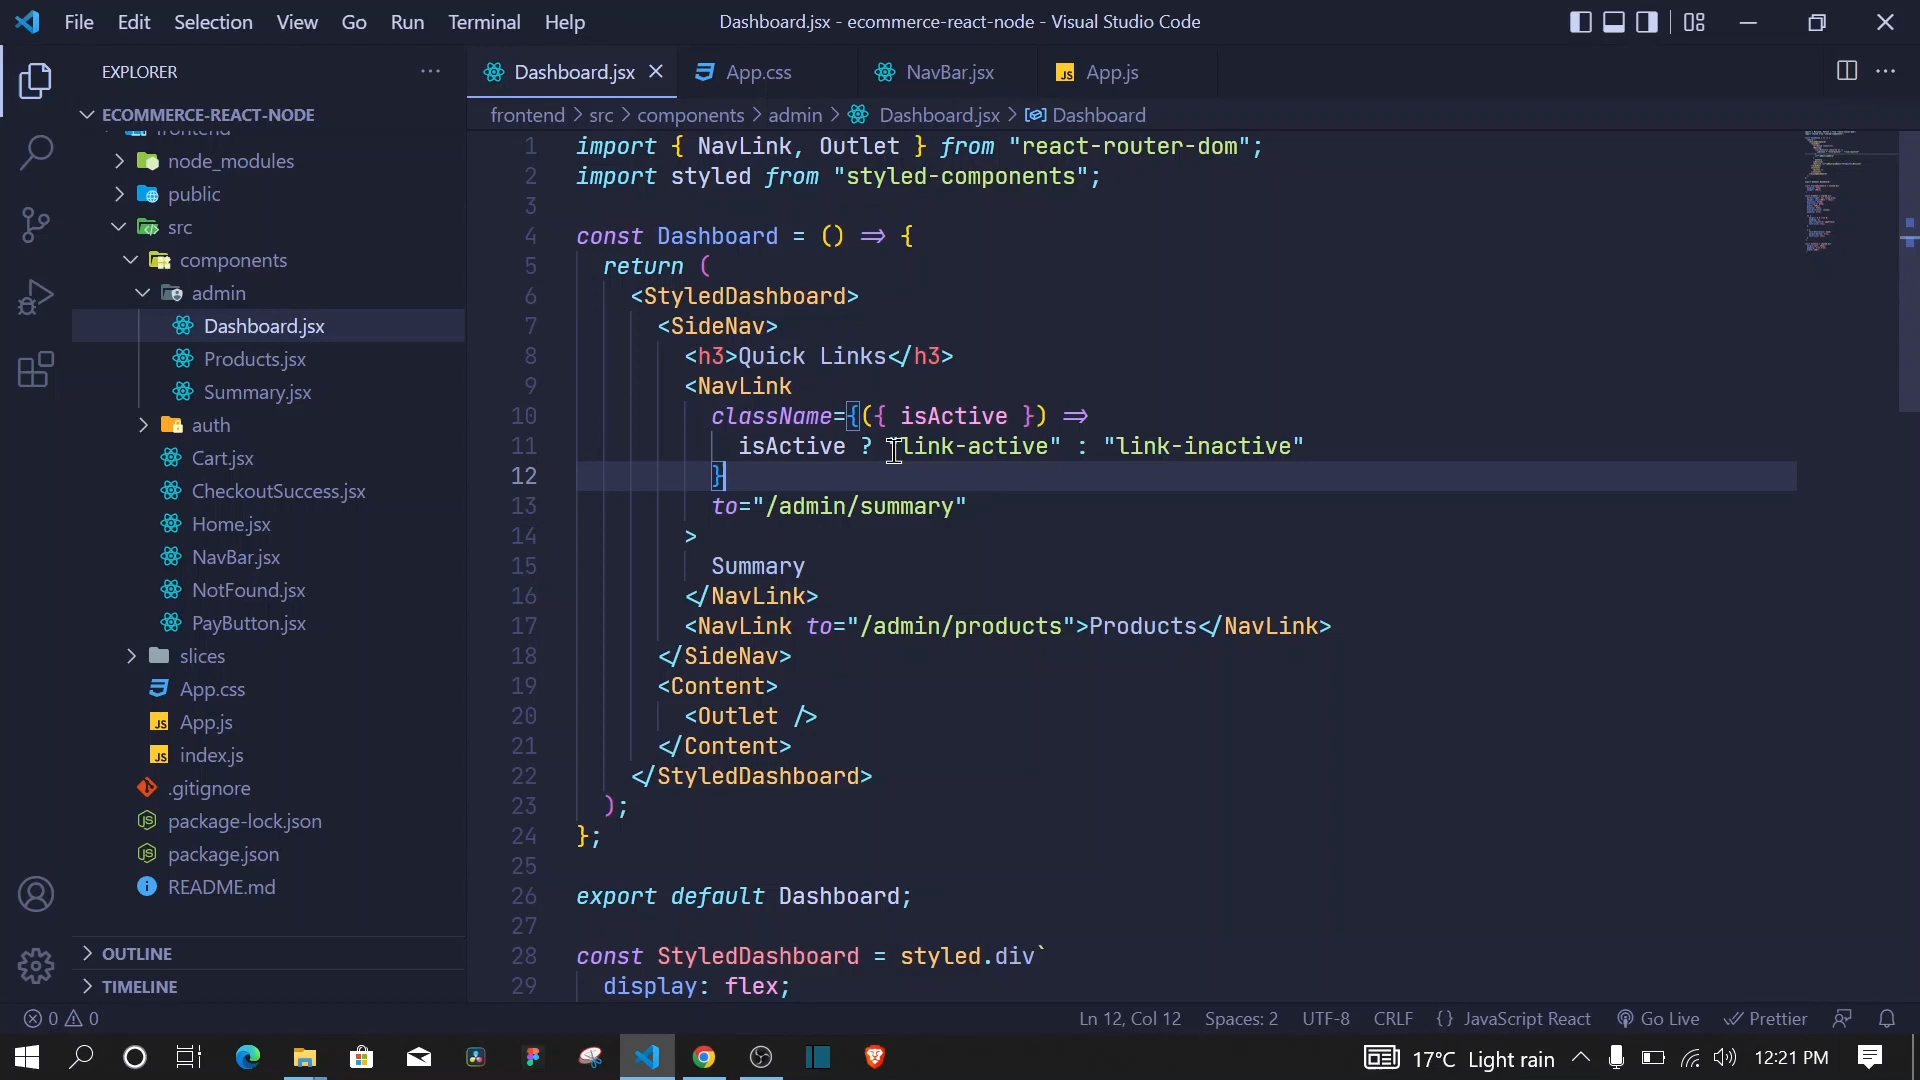 File Edit Selection View Go Run Terminal Help
Dashboard.jsx - ecommerce-react-node - Visual Studio Code
EXPLORER
ECOMMERCE-REACT-NODE
frontend
node_modules
public
src
components
admin
Dashboard.jsx
Products.jsx
Summary.jsx
auth
Cart.jsx
CheckoutSuccess.jsx
Home.jsx
NavBar.jsx
NotFound.jsx
PayButton.jsx
slices
App.css
JS App.js
JS index.js
.gitignore
package-lock.json
package.json
README.md
OUTLINE
TIMELINE
Dashboard.jsx App.css NavBar.jsx JS App.js
frontend > src > components > admin > Dashboard.jsx > Dashboard
1 import { NavLink, Outlet } from "react-router-dom";
2 import styled from "styled-components";
3
4 const Dashboard = () => {
5 return (
6 <StyledDashboard>
7 <SideNav>
8 <h3>Quick Links</h3>
9 <NavLink
10 className={({ isActive }) =>
11 isActive ? "link-active" : "link-inactive"
12 }
13 to="/admin/summary"
14 >
15 Summary
16 </NavLink>
17 <NavLink to="/admin/products">Products</NavLink>
18 </SideNav>
19 <Content>
20 <Outlet />
21 </Content>
22 </StyledDashboard>
23 );
24 };
25
26 export default Dashboard;
27
28 const StyledDashboard = styled.div`
29 display: flex;
0 0
Ln 12, Col 12 Spaces: 2 UTF-8 CRLF {} JavaScript React Go Live Prettier
17°C Light rain 12:21 PM